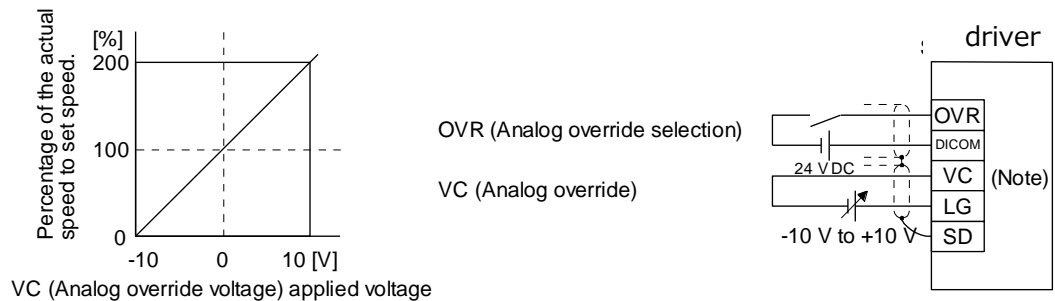 Percentage of the actual
speed to set speed.
[%]
200
100
0
-10
0
10 [V]
VC (Analog override voltage) applied voltage
OVR (Analog override selection)
VC (Analog override)
24 V DC
-10 V to +10 V
driver
OVR
DICOM
VC
LG
SD
(Note)